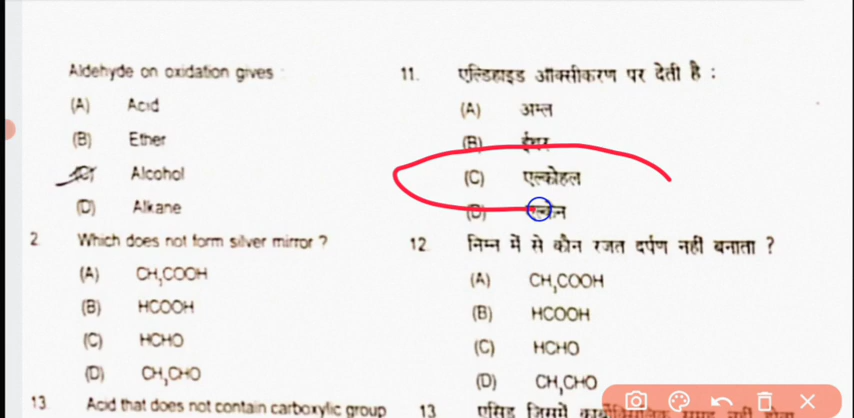 Aldehyde on oxidation gives :
(A) Acid
(B) Ether
(C) Alcohol
(D) Alkane
2 Which does not form silver mirror ?
(A) CH₃COOH
(B) HCOOH
(C) HCHO
(D) CH₃CHO
13. Acid that does not contain carboxylic group
11. एल्डिहाइड ऑक्सीकरण पर देती है :
(A) अम्ल
(B) ईथर
(C) एल्कोहल
(D) एल्केन
12. निम्न में से कौन रजत दर्पण नहीं बनाता ?
(A) CH₃COOH
(B) HCOOH
(C) HCHO
(D) CH₃CHO
13 एसिड जिसमें